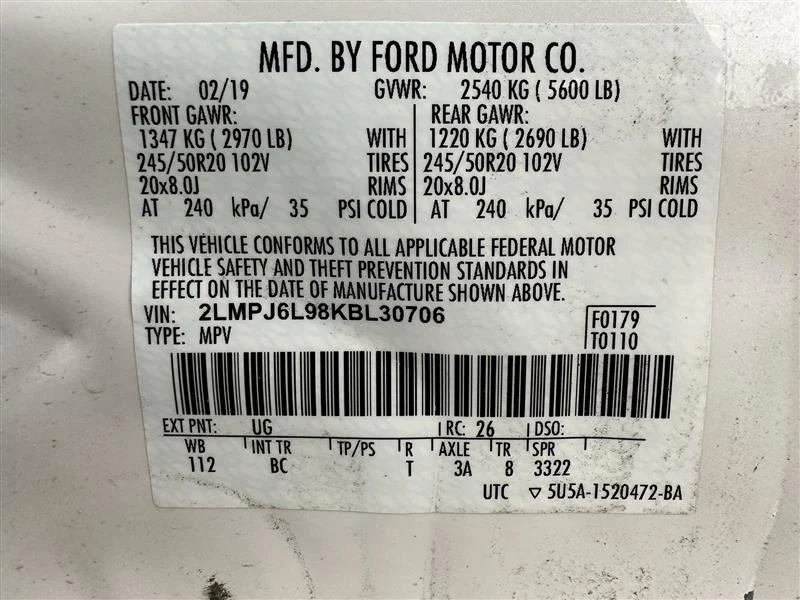 MFD. BY FORD MOTOR CO.
DATE: 02/19 GVWR: 2540 KG ( 5600 LB)
FRONT GAWR: REAR GAWR:
1347 KG ( 2970 LB) WITH 1220 KG ( 2690 LB) WITH
245/50R20 102V TIRES 245/50R20 102V TIRES
20x8.0J RIMS 20x8.0J RIMS
AT 240 kPa/ 35 PSI COLD AT 240 kPa/ 35 PSI COLD
THIS VEHICLE CONFORMS TO ALL APPLICABLE FEDERAL MOTOR
VEHICLE SAFETY AND THEFT PREVENTION STANDARDS IN
EFFECT ON THE DATE OF MANUFACTURE SHOWN ABOVE.
VIN: 2LMPJ6L98KBL30706 F0179
TYPE: MPV T0110
EXT PNT: UG RC: 26 DSO:
WB INT TR TP/PS R AXLE TR SPR
112 BC T 3A 8 3322
UTC ▽ 5U5A-1520472-BA